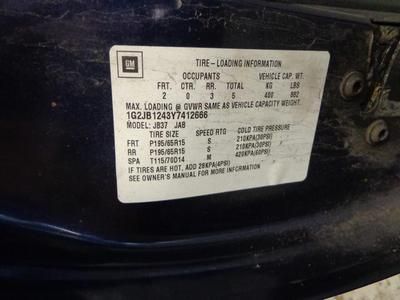 GM
TIRE-LOADING INFORMATION
OCCUPANTS VEHICLE CAP. WT.
FRT. CTR. RR. TOTAL KG LBS
2 0 3 5 400 882
MAX. LOADING @ GVWR SAME AS VEHICLE CAPACITY WEIGHT
1G2JB1243Y7412666
MODEL: JB37 JAB
TIRE SIZE SPEED RTG COLD TIRE PRESSURE
FRT P195/65R15 S 210KPA(30PSI)
RR P195/65R15 S 210KPA(30PSI)
SPA T115/70D14 M 420KPA(60PSI)
IF TIRES ARE HOT, ADD 28KPA(4PSI)
SEE OWNER'S MANUAL FOR MORE INFORMATION.